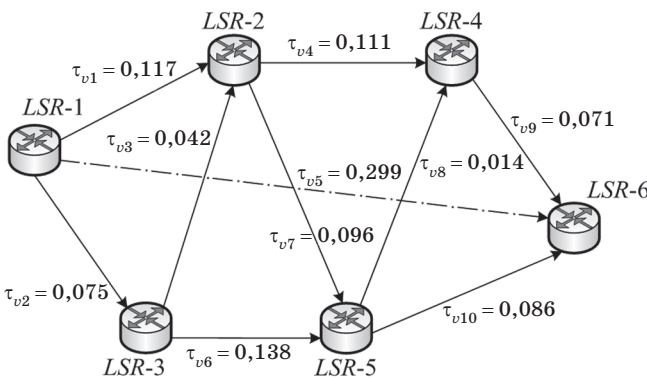 LSR-2
LSR-4
τv4 = 0,111
τv1 = 0,117
LSR-1
τv3 = 0,042
τv9 = 0,071
τv5 = 0,299
τv8 = 0,014
LSR-6
τv7 = 0,096
τv2 = 0,075
τv10 = 0,086
LSR-3
τv6 = 0,138
LSR-5